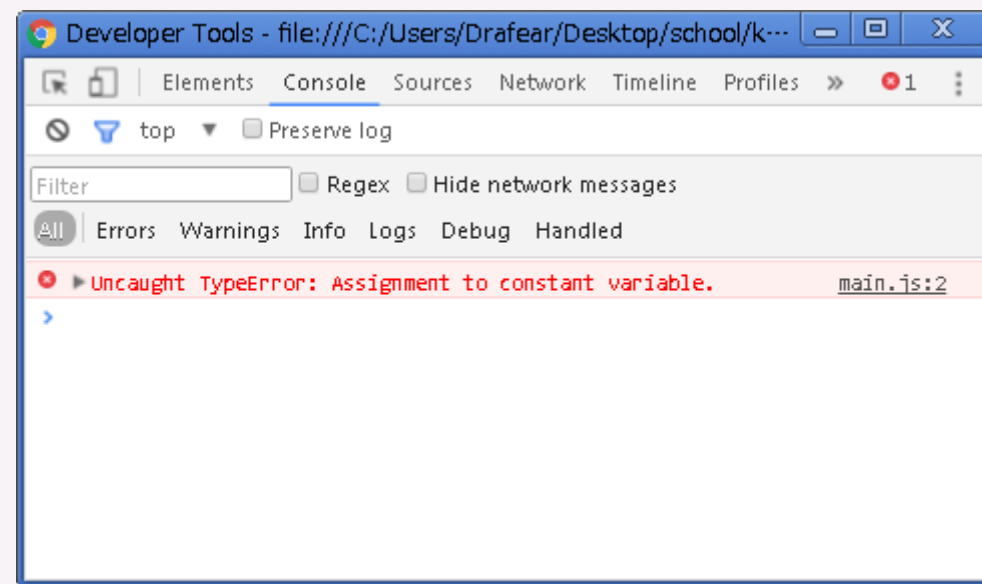 Developer Tools - file:///C:/Users/Drafear/Desktop/school/k...
Elements Console Sources Network Timeline Profiles » 1
top ▼ Preserve log
Filter Regex Hide network messages
All Errors Warnings Info Logs Debug Handled
▶Uncaught TypeError: Assignment to constant variable. main.js:2
>